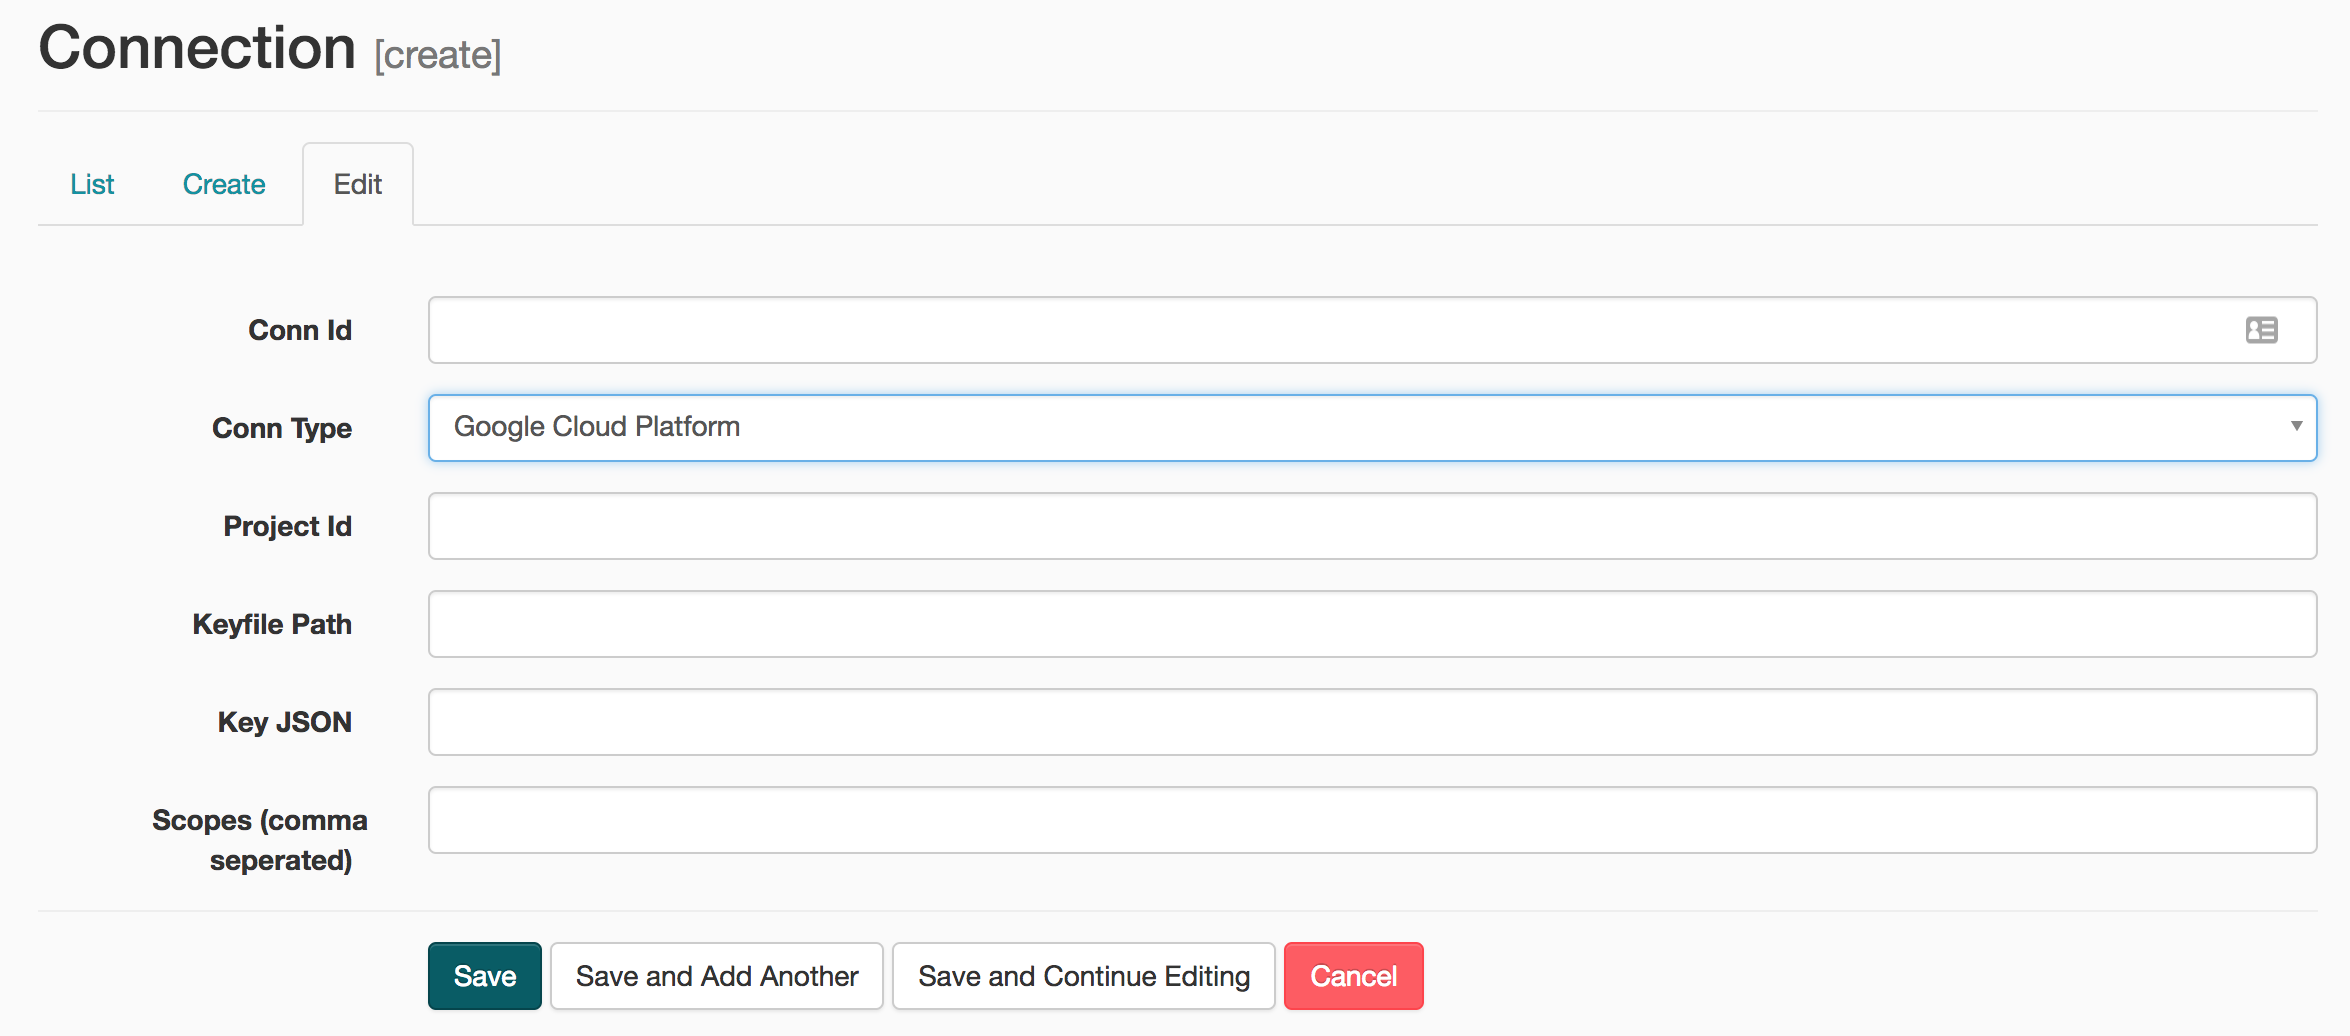 Connection [create]
List Create Edit
Conn Id
Conn Type Google Cloud Platform
Project Id
Keyfile Path
Key JSON
Scopes (comma
seperated)
Save Save and Add Another Save and Continue Editing Cancel